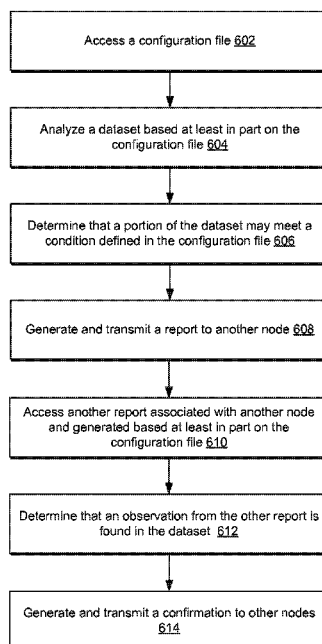 Access a configuration file 602
Analyze a dataset based at least in part on the
configuration file 604
Determine that a portion of the dataset may meet a
condition defined in the configuration file 606
Generate and transmit a report to another node 608
Access another report associated with another node
and generated based at least in part on the
configuration file 610
Determine that an observation from the other report is
found in the dataset 612
Generate and transmit a confirmation to other nodes
614